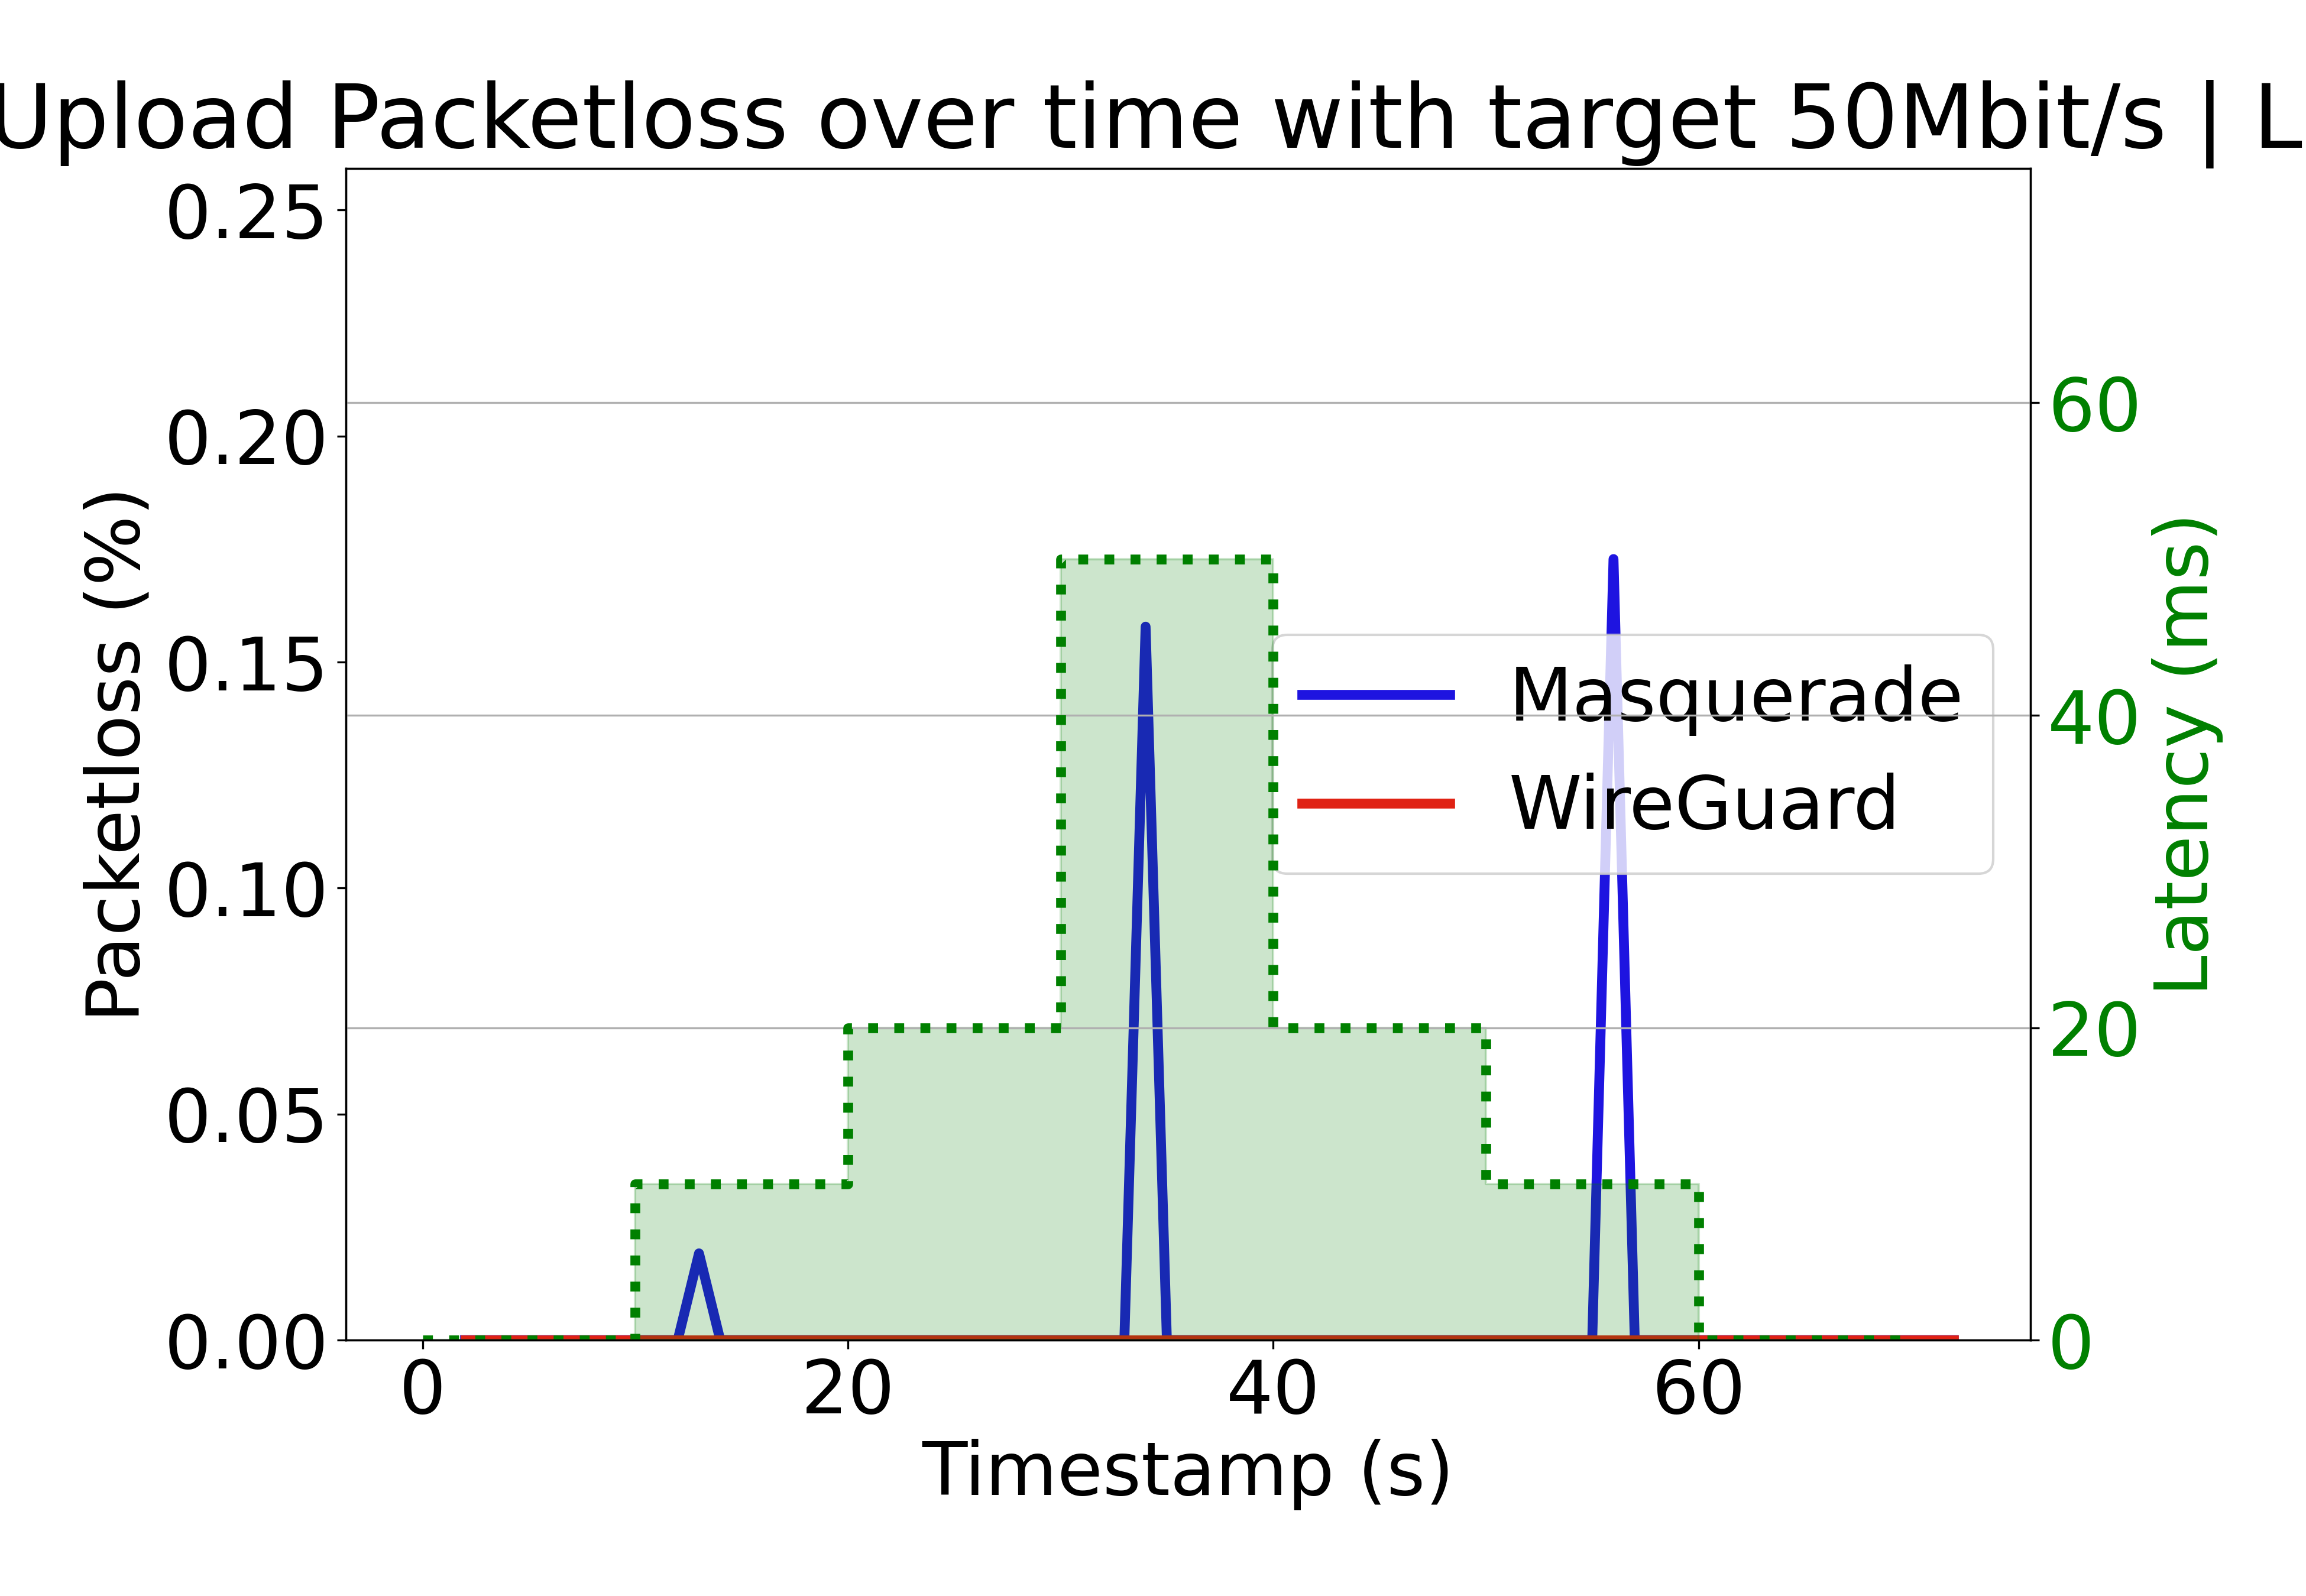 Upload Packetloss over time with target 50Mbit/s | L
0.25
0.20
0.15
0.10
0.05
0.00
Packetloss (%)
60
40
20
0
Latency (ms)
Masquerade
WireGuard
0 20 40 60
Timestamp (s)